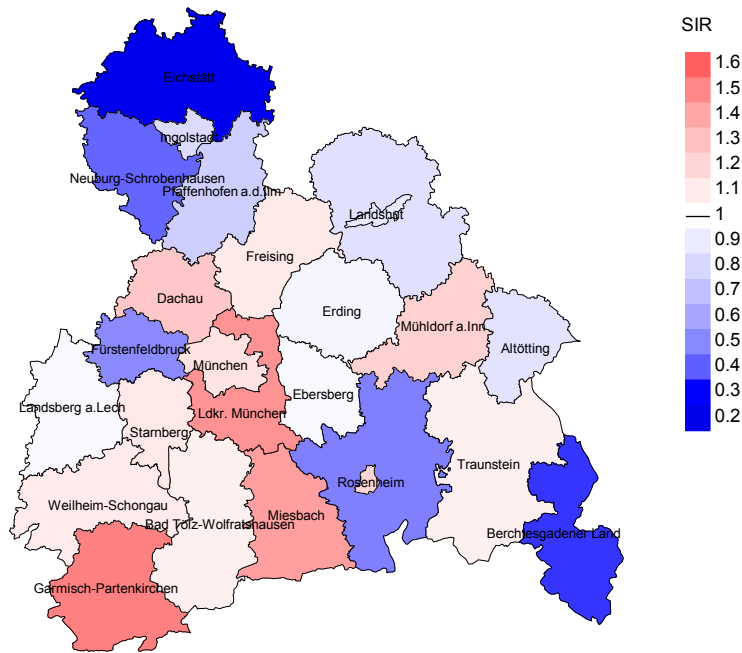 SIR
1.6
1.5
1.4
1.3
1.2
1.1
1
0.9
0.8
0.7
0.6
0.5
0.4
0.3
0.2
Eichstätt
Ingolstadt
Neuburg-Schrobenhausen
Pfaffenhofen a.d.Ilm
Landshut
Freising
Dachau
Erding
Mühldorf a.Inn
Altötting
Fürstenfeldbruck
München
Ebersberg
Landsberg a.Lech
Ldkr. München
Starnberg
Traunstein
Rosenheim
Weilheim-Schongau
Miesbach
Bad Tölz-Wolfratshausen
Berchtesgadener Land
Garmisch-Partenkirchen